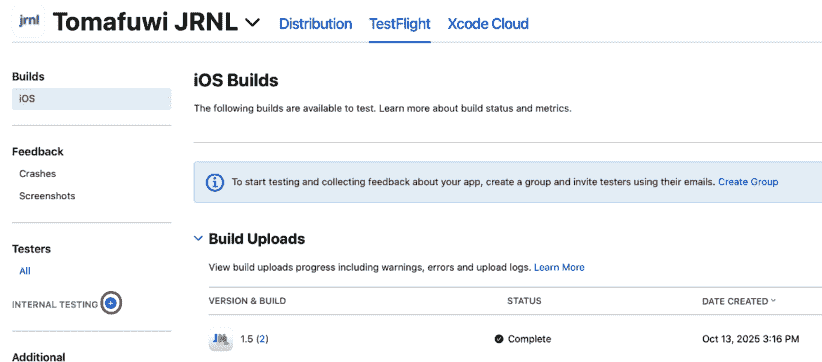 jrnl Tomafuwi JRNL Distribution TestFlight Xcode Cloud
Builds
iOS
Feedback
Crashes
Screenshots
Testers
All
INTERNAL TESTING
Additional
iOS Builds
The following builds are available to test. Learn more about build status and metrics.
To start testing and collecting feedback about your app, create a group and invite testers using their emails. Create Group
Build Uploads
View build uploads progress including warnings, errors and upload logs. Learn More
VERSION & BUILD STATUS DATE CREATED
1.5 (2) Complete Oct 13, 2025 3:16 PM